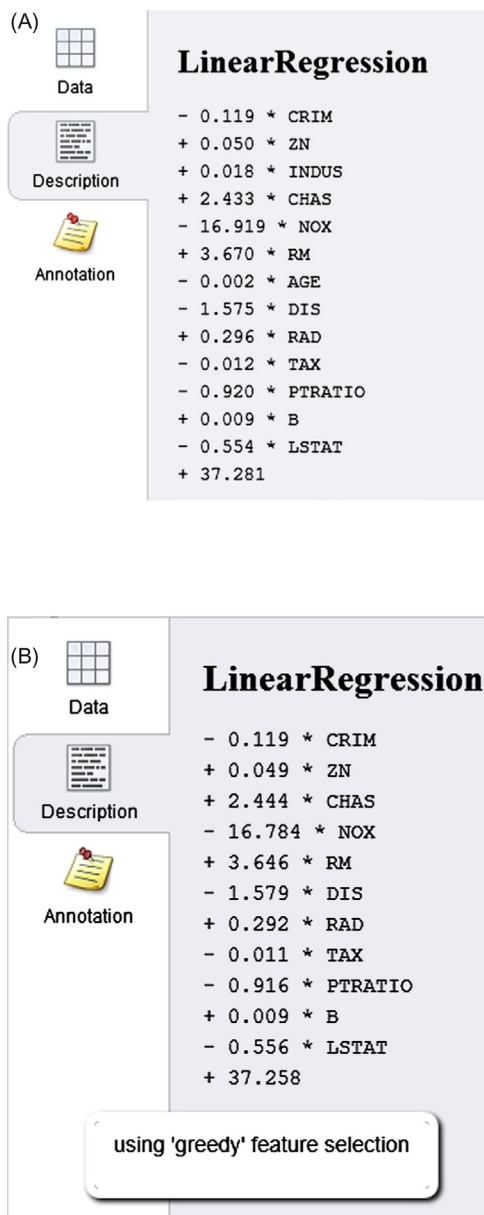 (A)
Data
Description
Annotation
LinearRegression
- 0.119 * CRIM
+ 0.050 * ZN
+ 0.018 * INDUS
+ 2.433 * CHAS
- 16.919 * NOX
+ 3.670 * RM
- 0.002 * AGE
- 1.575 * DIS
+ 0.296 * RAD
- 0.012 * TAX
- 0.920 * PTRATIO
+ 0.009 * B
- 0.554 * LSTAT
+ 37.281
(B)
Data
Description
Annotation
LinearRegression
- 0.119 * CRIM
+ 0.049 * ZN
+ 2.444 * CHAS
- 16.784 * NOX
+ 3.646 * RM
- 1.579 * DIS
+ 0.292 * RAD
- 0.011 * TAX
- 0.916 * PTRATIO
+ 0.009 * B
- 0.556 * LSTAT
+ 37.258
using 'greedy' feature selection